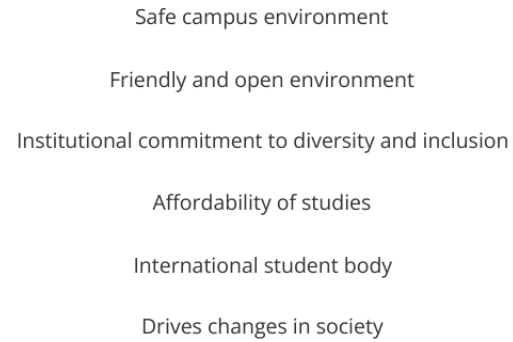 Safe campus environment
Friendly and open environment
Institutional commitment to diversity and inclusion
Affordability of studies
International student body
Drives changes in society